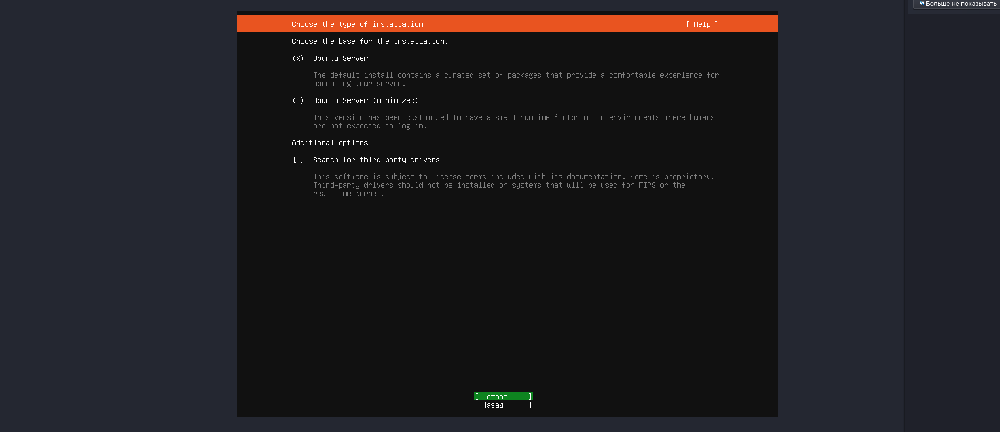 Больше не показывать
Choose the type of installation [ Help ]
Choose the base for the installation.
(X) Ubuntu Server
The default install contains a curated set of packages that provide a comfortable experience for
operating your server.
( ) Ubuntu Server (minimized)
This version has been customized to have a small runtime footprint in environments where humans
are not expected to log in.
Additional options
[ ] Search for third-party drivers
This software is subject to license terms included with its documentation. Some is proprietary.
Third-party drivers should not be installed on systems that will be used for FIPS or the
real-time kernel.
[ Готово ]
[ Назад ]